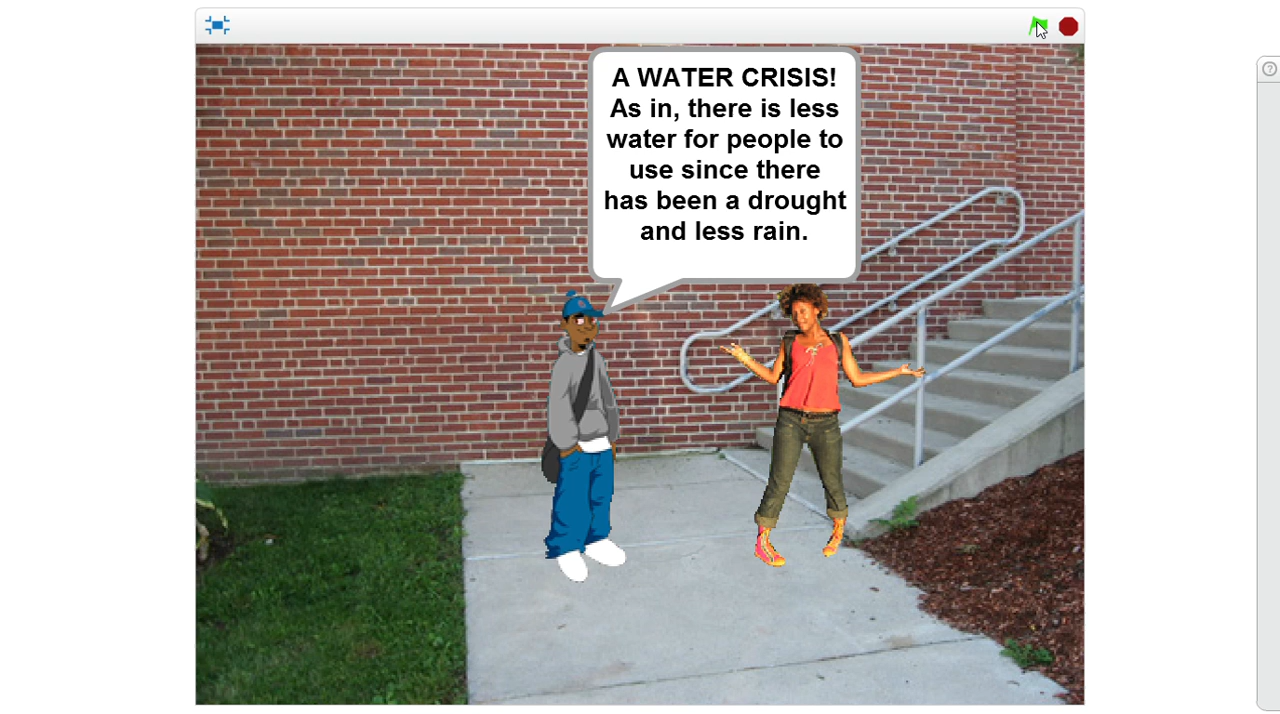 A WATER CRISIS!
As in, there is less
water for people to
use since there
has been a drought
and less rain.